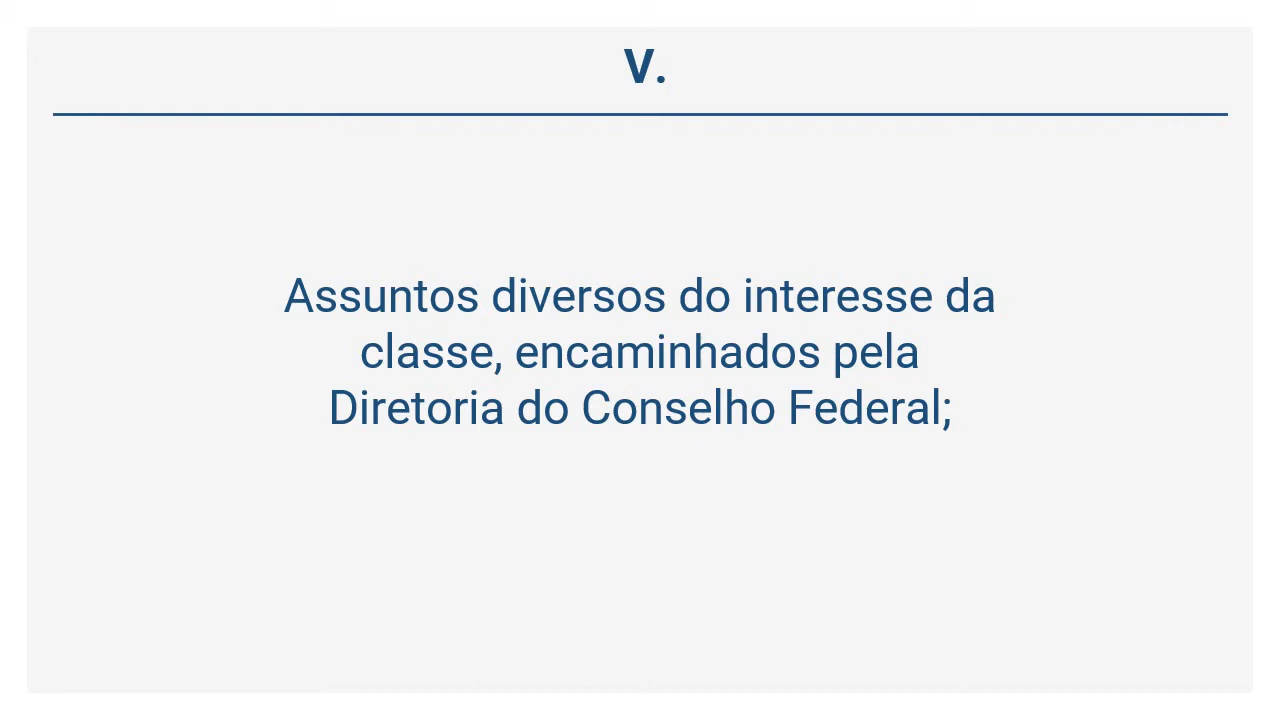 V.
Assuntos diversos do interesse da
classe, encaminhados pela
Diretoria do Conselho Federal;